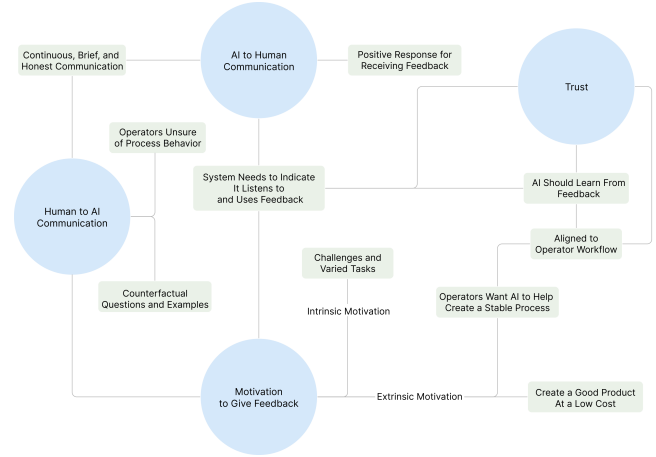 Continuous, Brief, and
Honest Communication
AI to Human
Communication
Positive Response for
Receiving Feedback
Trust
Operators Unsure
of Process Behavior
System Needs to Indicate
It Listens to
and Uses Feedback
AI Should Learn From
Feedback
Human to AI
Communication
Aligned to
Operator Workflow
Challenges and
Varied Tasks
Counterfactual
Questions and Examples
Operators Want AI to Help
Create a Stable Process
Intrinsic Motivation
Motivation
to Give Feedback
Extrinsic Motivation
Create a Good Product
At a Low Cost